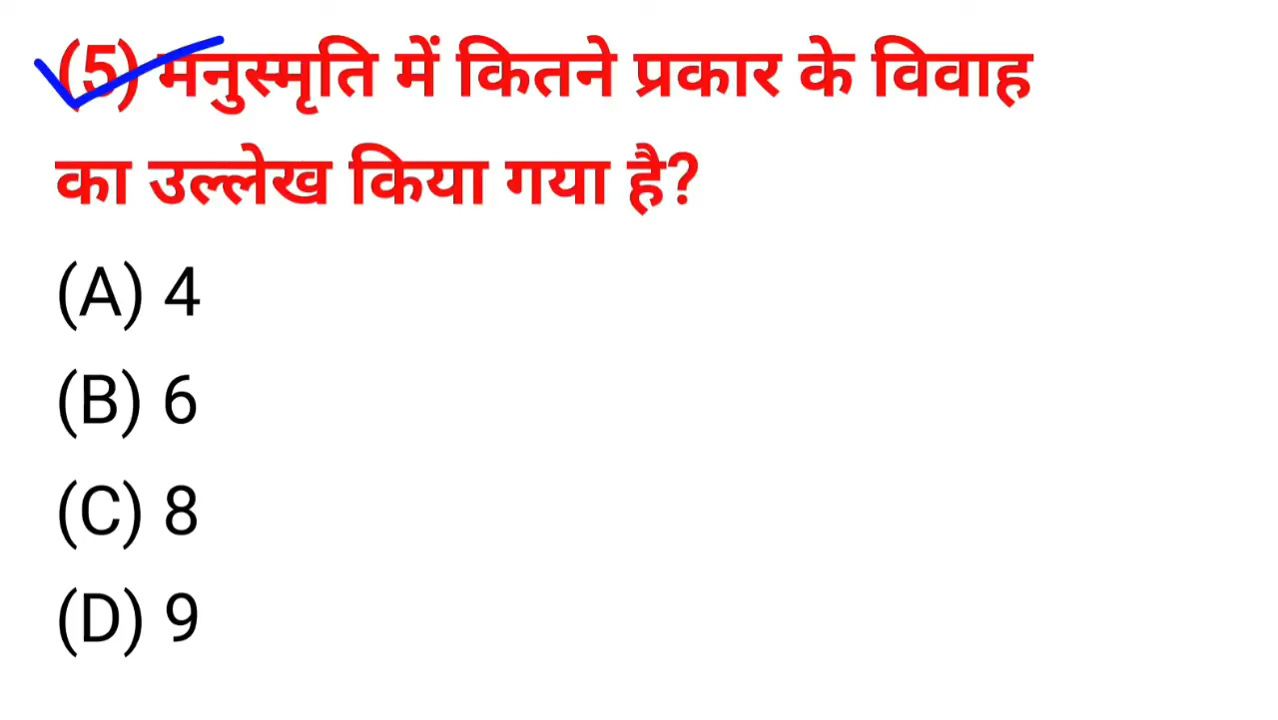 (5) मनुस्मृति में कितने प्रकार के विवाह
का उल्लेख किया गया है?
(A) 4
(B) 6
(C) 8
(D) 9